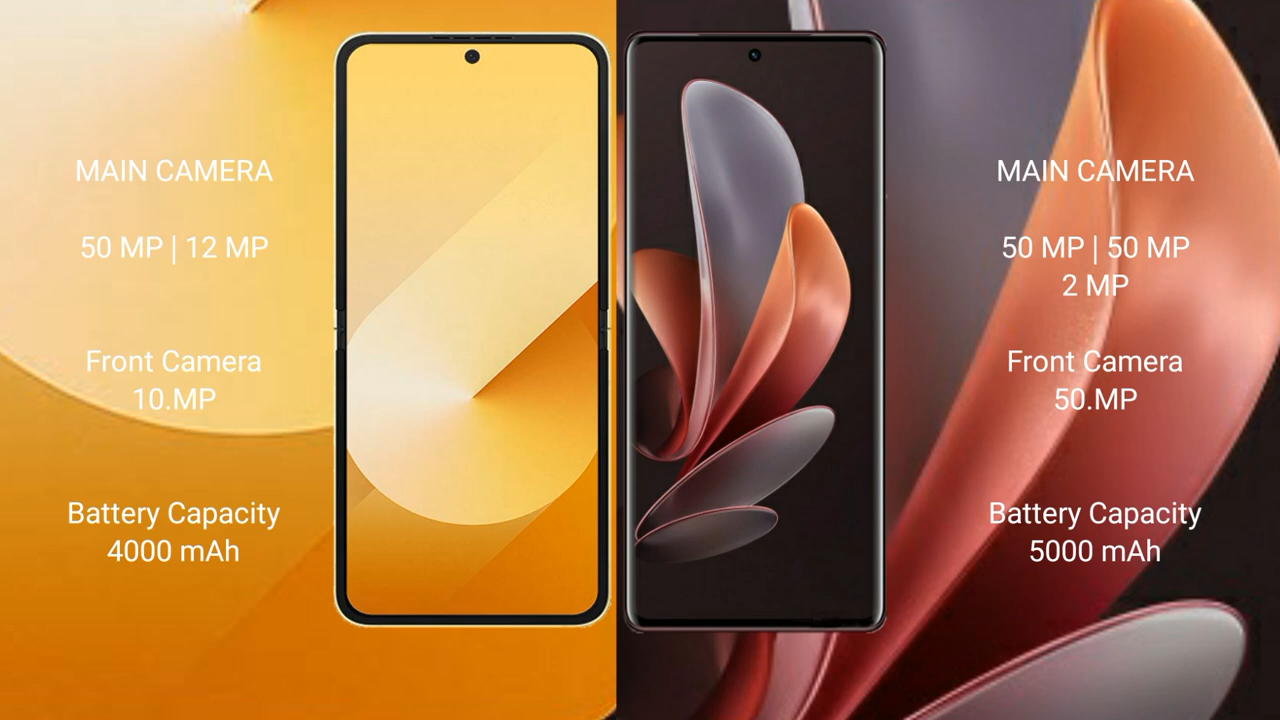 MAIN CAMERA
50 MP | 12 MP
Front Camera
10.MP
Battery Capacity
4000 mAh
MAIN CAMERA
50 MP | 50 MP
2 MP
Front Camera
50.MP
Battery Capacity
5000 mAh